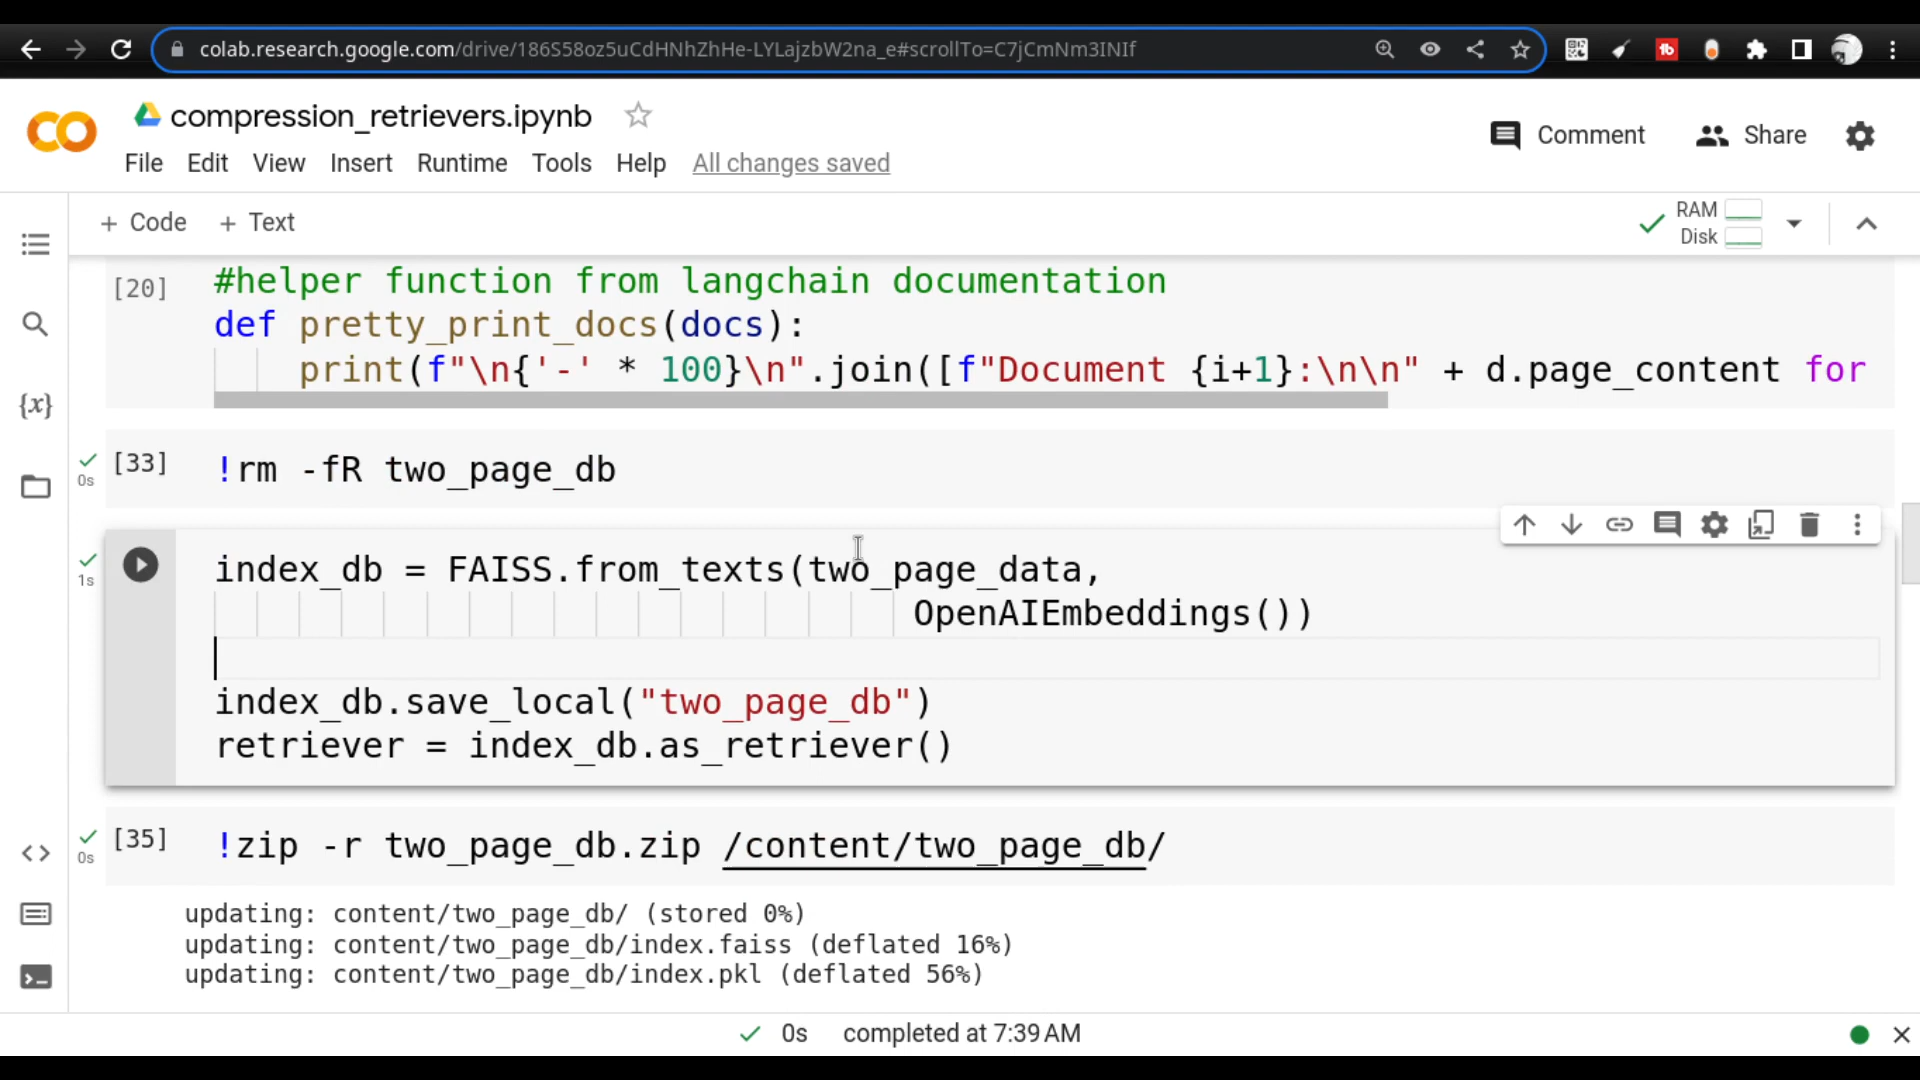 colab.research.google.com/drive/186S58oz5uCdHNhZhHe-LYLajzbW2na_e#scrollTo=C7jCmNm3INIf
compression_retrievers.ipynb
Comment
Share
File Edit View Insert Runtime Tools Help All changes saved
+ Code + Text
RAM
Disk
[20] #helper function from langchain documentation
def pretty_print_docs(docs):
print(f"\n{'-' * 100}\n".join([f"Document {i+1}:\n\n" + d.page_content for
[33] !rm -fR two_page_db
0s
index_db = FAISS.from_texts(two_page_data,
1s
OpenAIEmbeddings())
index_db.save_local("two_page_db")
retriever = index_db.as_retriever()
[35] !zip -r two_page_db.zip /content/two_page_db/
0s
updating: content/two_page_db/ (stored 0%)
updating: content/two_page_db/index.faiss (deflated 16%)
updating: content/two_page_db/index.pkl (deflated 56%)
0s completed at 7:39 AM